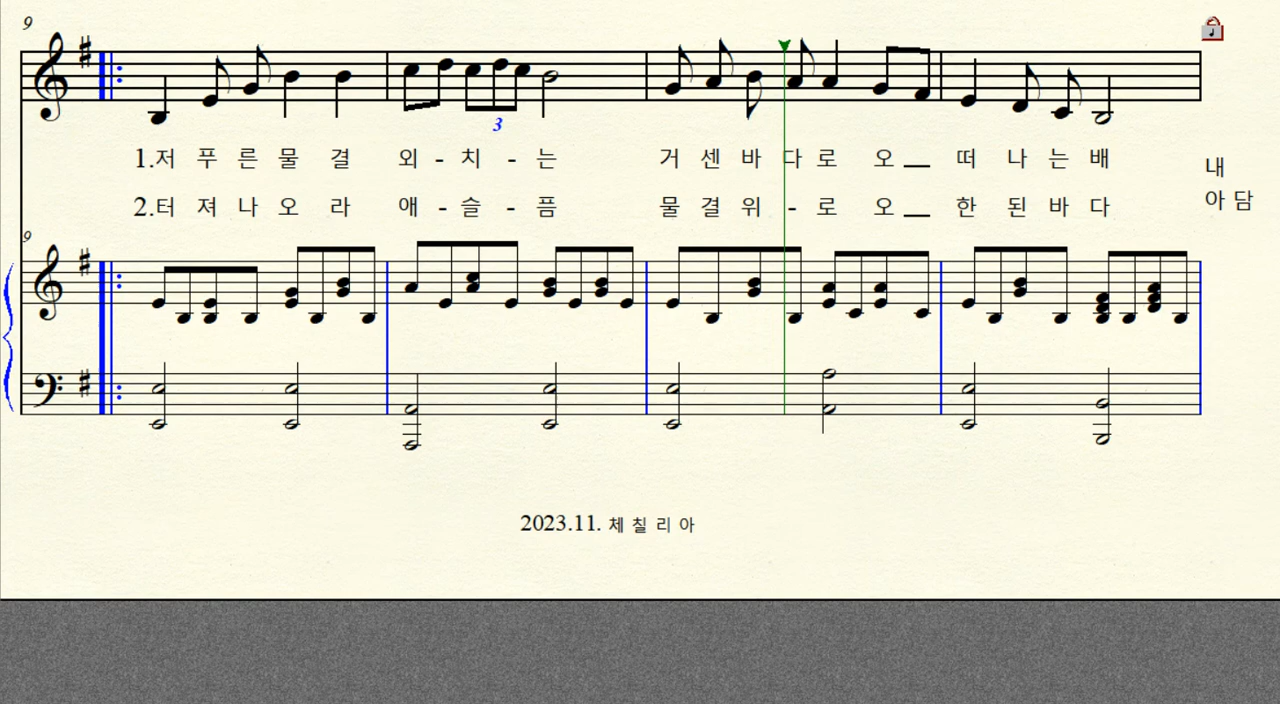 9
1.저 푸 른 물 결 외 - 치 - 는 거 센 바 다 로 오 떠 나 는 배 내
3
2.터 져 나 오 라 애 - 슬 - 픔 물 결 위 - 로 오 한 된 바 다 아 담
9
2023.11. 체 칠 리 아